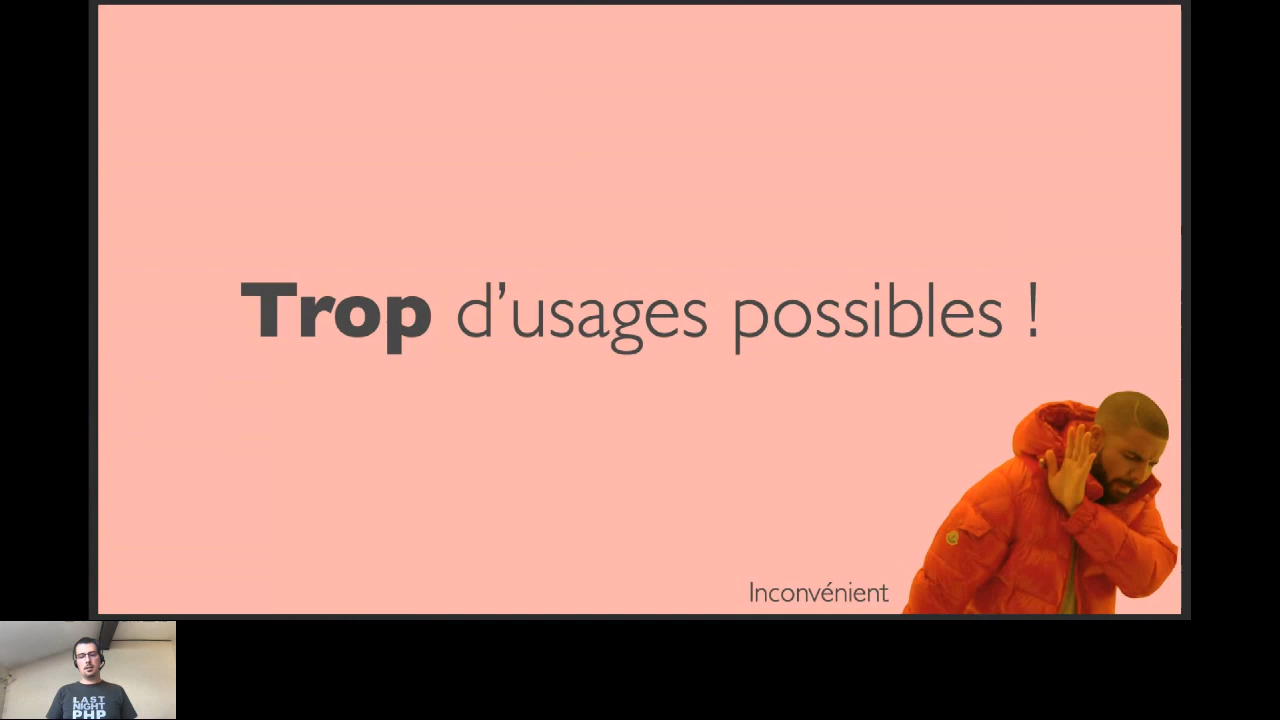 Trop d’usages possibles !
Inconvénient
LAST
NIGHT
PHP